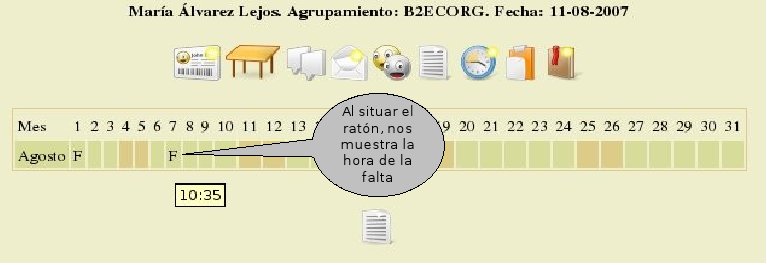 María Álvarez Lejos. Agrupamiento: B2ECORG. Fecha: 11-08-2007
Mes 1 2 3 4 5 6 7 8 9 10 11 12 13 9 20 21 22 23 24 25 26 27 28 29 30 31
Agosto F F
Al situar el
ratón, nos
muestra la
hora de la
falta
10:35